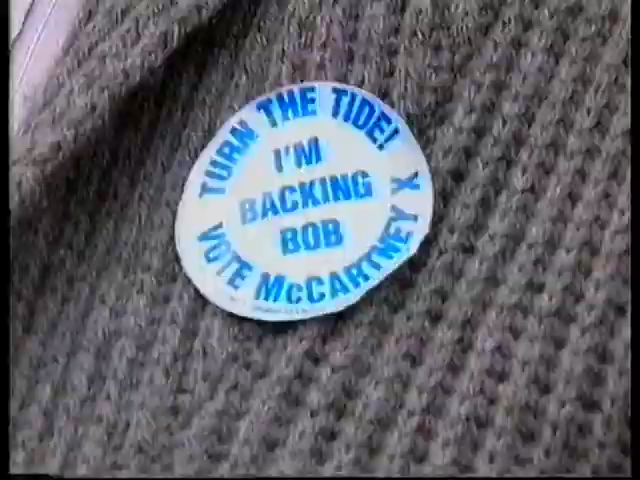 TURN THE TIDE!
I'M
BACKING
BOB
VOTE McCARTNEY X